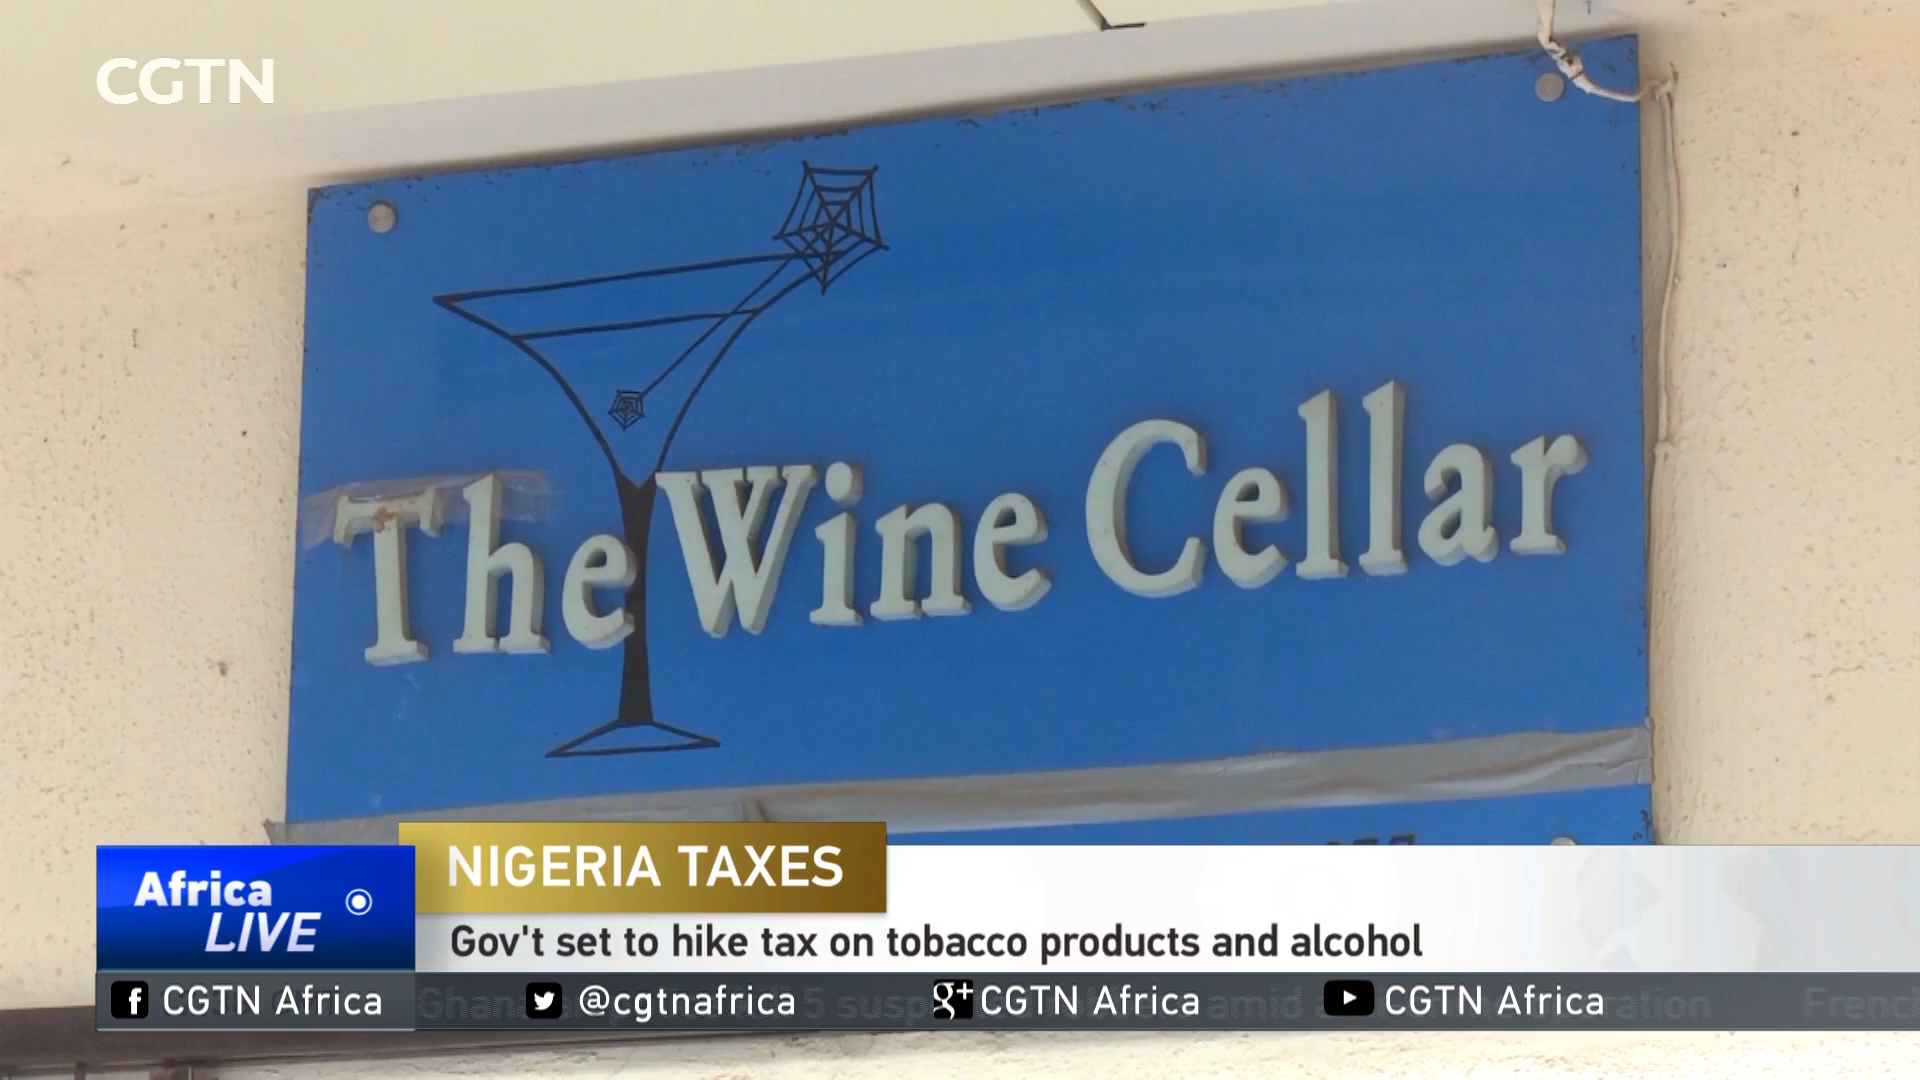 CGTN
The Wine Cellar
NIGERIA TAXES
Africa
LIVE
Gov't set to hike tax on tobacco products and alcohol
CGTN Africa @cgtnafrica CGTN Africa CGTN Africa